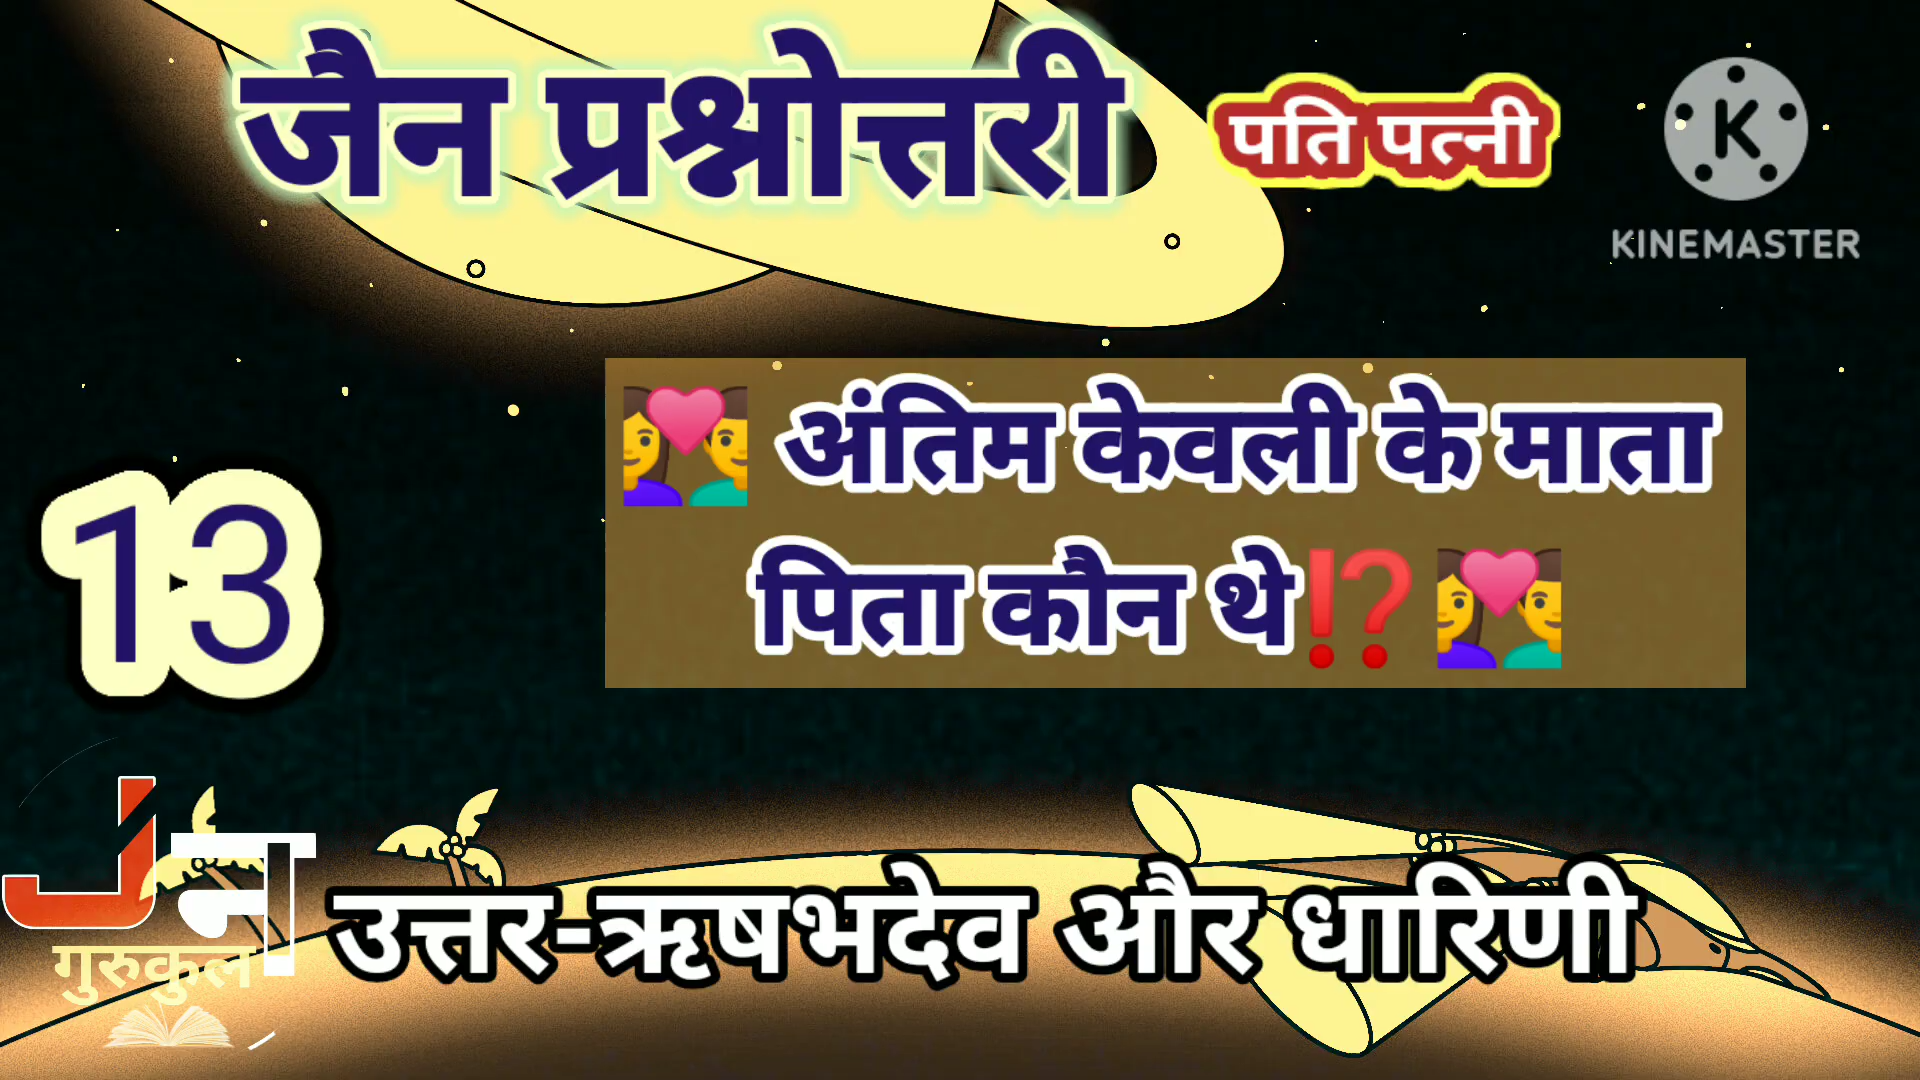 जैन प्रश्नोत्तरी
पति पत्नी
KINEMASTER
13
👩‍❤️‍👨 अंतिम केवली के माता
पिता कौन थे⁉️ 👩‍❤️‍👨
जैन
गुरुकुल
उत्तर-ऋषभदेव और धारिणी